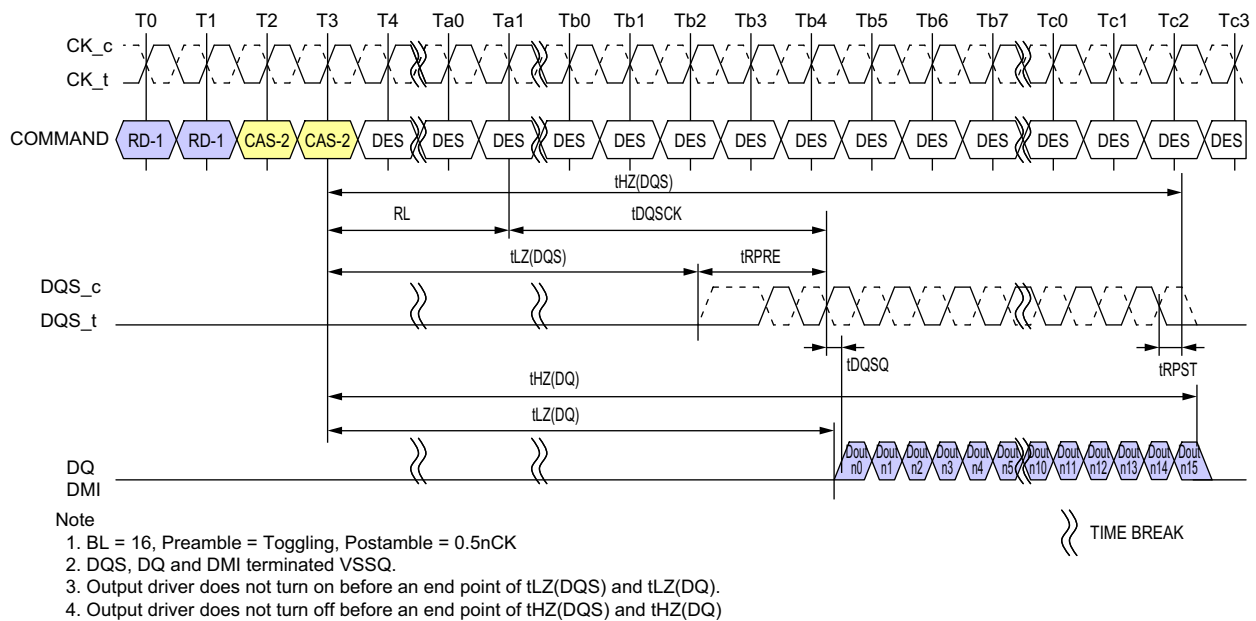 T0 T1 T2 T3 T4 Ta0 Ta1 Tb0 Tb1 Tb2 Tb3 Tb4 Tb5 Tb6 Tb7 Tc0 Tc1 Tc2 Tc3
CK_c
CK_t
COMMAND RD-1 RD-1 CAS-2 CAS-2 DES DES DES DES DES DES DES DES DES DES DES DES DES DES DES
tHZ(DQS)
RL tDQSCK
tLZ(DQS) tRPRE
DQS_c
DQS_t
tDQSQ tRPST
tHZ(DQ)
tLZ(DQ)
Dout Dout Dout Dout Dout Dout Dout Dout Dout Dout Dout Dout
n0 n1 n2 n3 n4 n5 n10 n11 n12 n13 n14 n15
DQ
DMI
Note
1. BL = 16, Preamble = Toggling, Postamble = 0.5nCK
2. DQS, DQ and DMI terminated VSSQ.
3. Output driver does not turn on before an end point of tLZ(DQS) and tLZ(DQ).
4. Output driver does not turn off before an end point of tHZ(DQS) and tHZ(DQ)
TIME BREAK